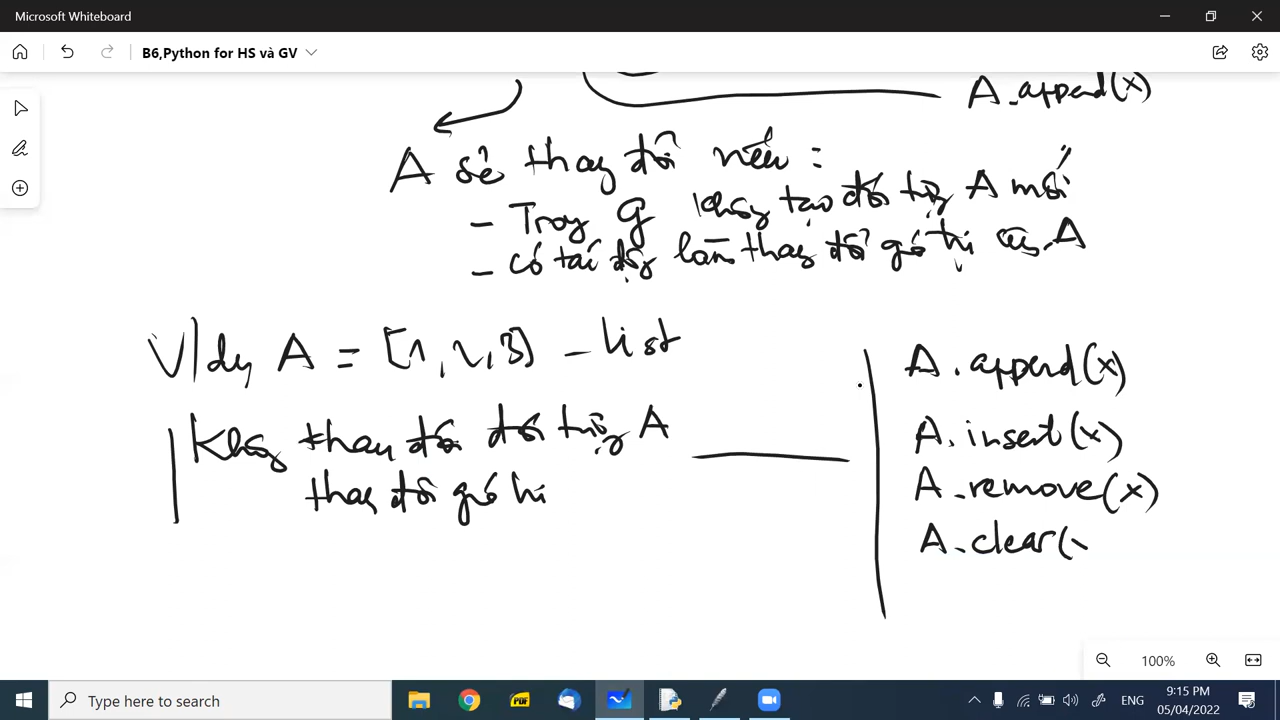 Microsoft Whiteboard
B6,Python for HS và GV
A.append(x)
A sẽ thay đổi nếu :
- Trong G không tạo đối tượng A mới
- có tác động làm thay đổi giá trị của A
V/dụ A = [1, 2, 3] - list
Không thay đổi đối tượng A
thay đổi giá trị
A.append(x)
A.insert(x)
A.remove(x)
A.clear(
100%
Type here to search
PDF
ENG
9:15 PM
05/04/2022